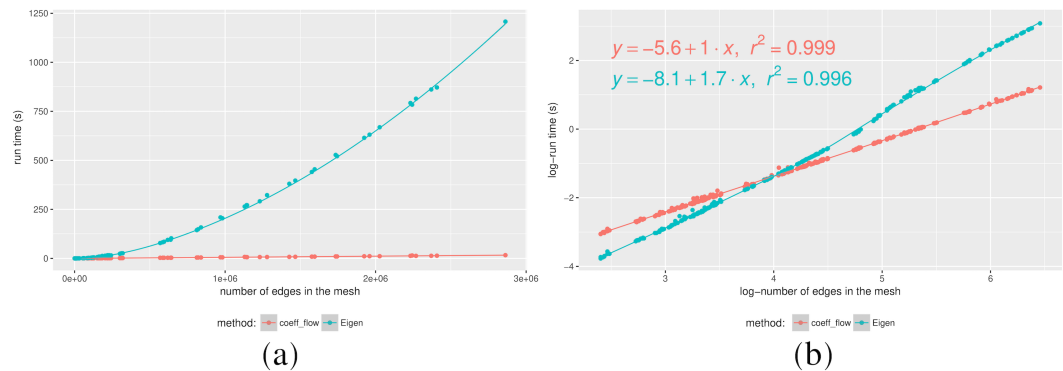 1250
1000
750
500
250
0
run time (s)
0e+00 1e+06 2e+06 3e+06
number of edges in the mesh
method: coeff_flow Eigen
(a)
y = −5.6 + 1 · x, r² = 0.999
y = −8.1 + 1.7 · x, r² = 0.996
2
0
−2
−4
log−run time (s)
3 4 5 6
log−number of edges in the mesh
method: coeff_flow Eigen
(b)